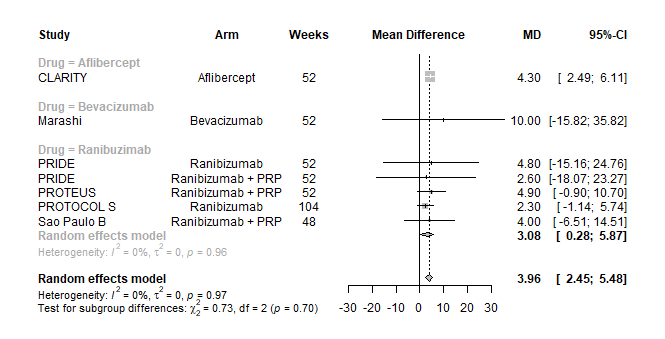 Study Arm Weeks Mean Difference MD 95%-CI
Drug = Aflibercept
CLARITY Aflibercept 52 4.30 [ 2.49; 6.11]
Drug = Bevacizumab
Marashi Bevacizumab 52 10.00 [-15.82; 35.82]
Drug = Ranibuzimab
PRIDE Ranibizumab 52 4.80 [-15.16; 24.76]
PRIDE Ranibizumab + PRP 52 2.60 [-18.07; 23.27]
PROTEUS Ranibizumab + PRP 52 4.90 [ -0.90; 10.70]
PROTOCOL S Ranibizumab 104 2.30 [ -1.14; 5.74]
Sao Paulo B Ranibizumab + PRP 48 4.00 [ -6.51; 14.51]
Random effects model 3.08 [ 0.28; 5.87]
Heterogeneity: I² = 0%, τ² = 0, p = 0.96
Random effects model 3.96 [ 2.45; 5.48]
Heterogeneity: I² = 0%, τ² = 0, p = 0.97
Test for subgroup differences: χ²₂ = 0.73, df = 2 (p = 0.70)
-30 -20 -10 0 10 20 30